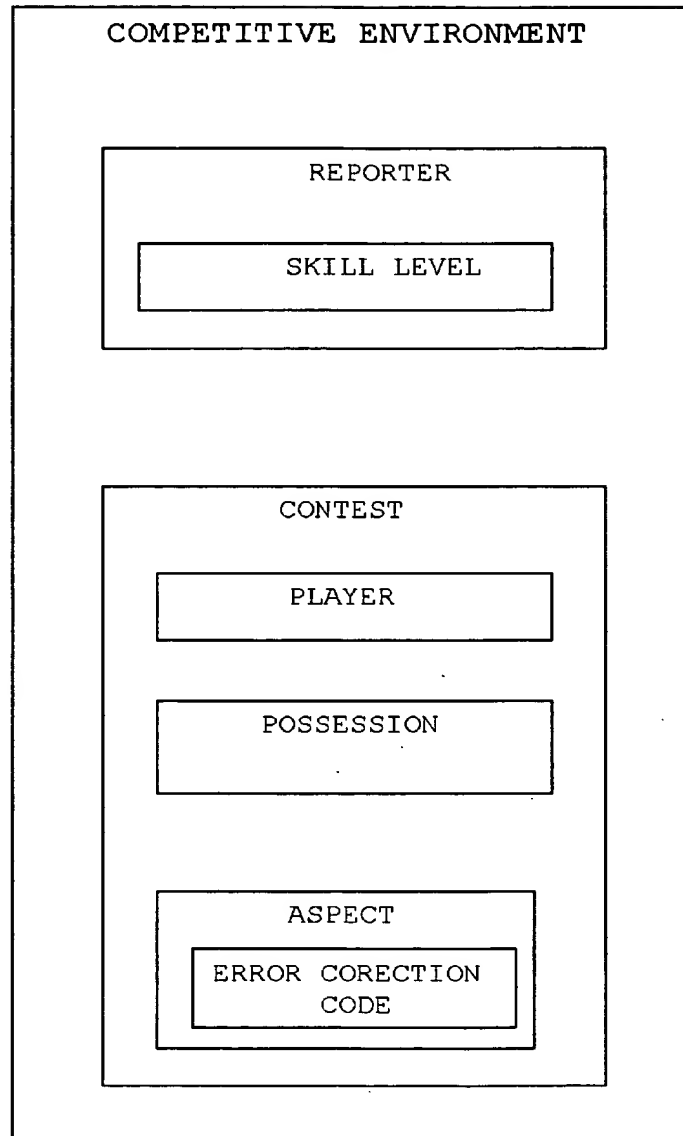 COMPETITIVE ENVIRONMENT
REPORTER
SKILL LEVEL
CONTEST
PLAYER
POSSESSION
ASPECT
ERROR CORECTION
CODE